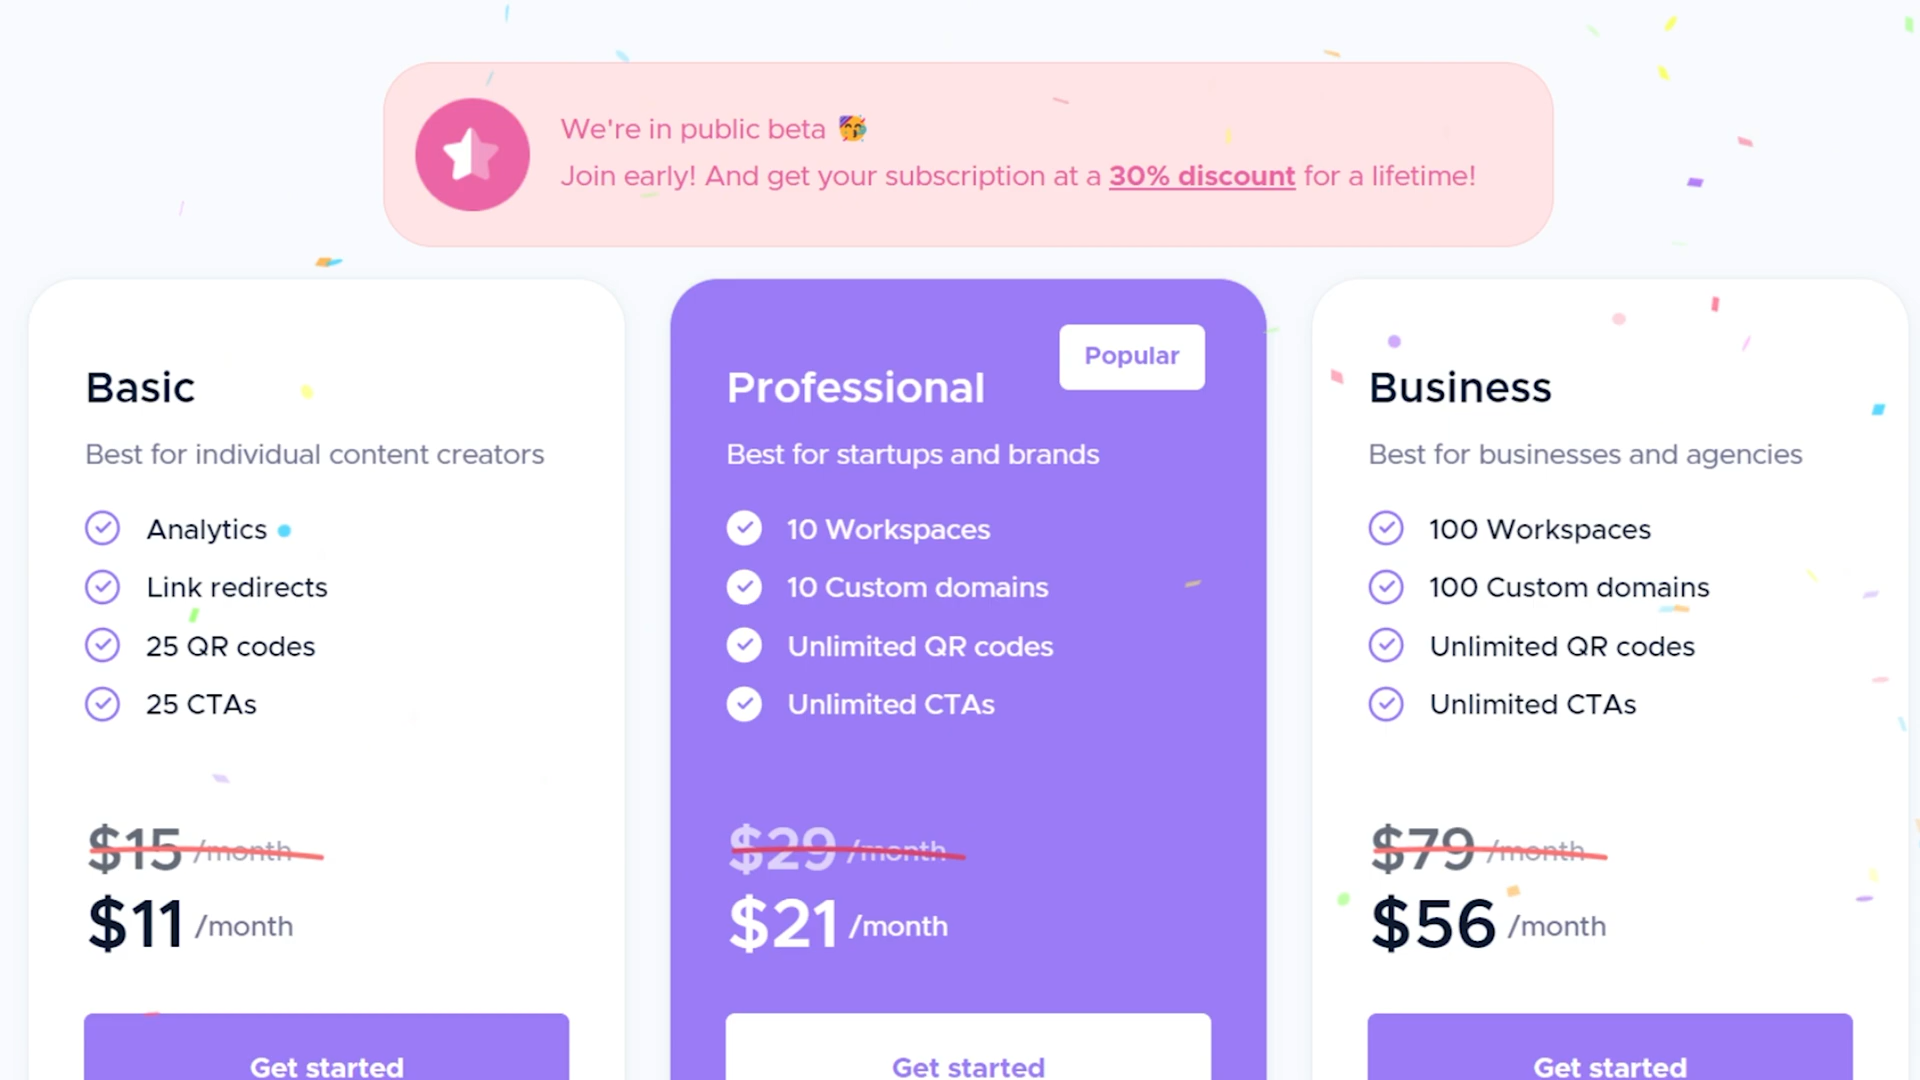 We're in public beta 🥳
Join early! And get your subscription at a 30% discount for a lifetime!
Basic
Best for individual content creators
Analytics
Link redirects
25 QR codes
25 CTAs
$15 /month
$11 /month
Get started
Popular
Professional
Best for startups and brands
10 Workspaces
10 Custom domains
Unlimited QR codes
Unlimited CTAs
$29 /month
$21 /month
Get started
Business
Best for businesses and agencies
100 Workspaces
100 Custom domains
Unlimited QR codes
Unlimited CTAs
$79 /month
$56 /month
Get started